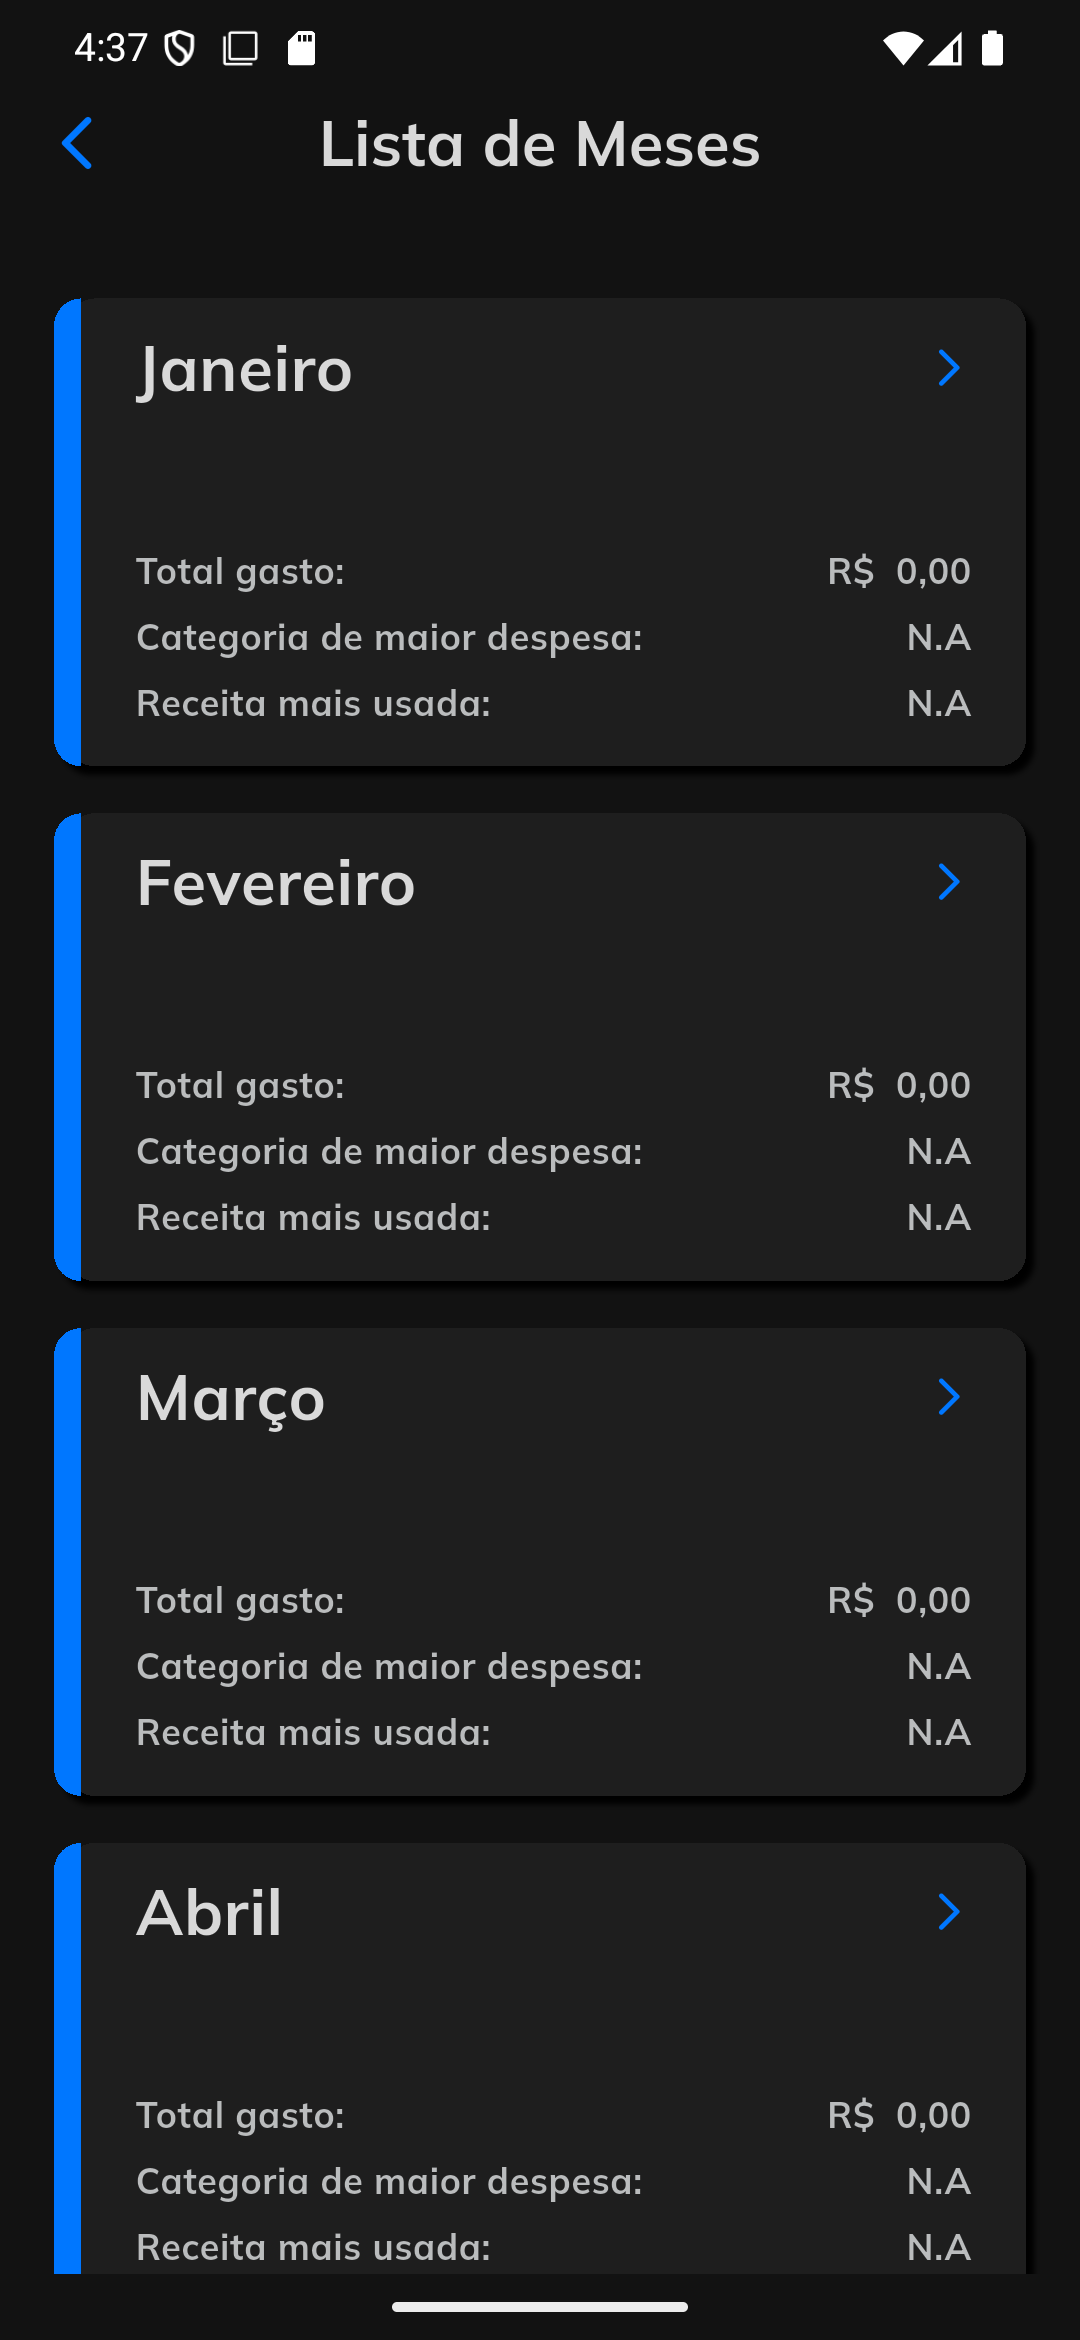 4:37
Lista de Meses
Janeiro
Total gasto: R$ 0,00
Categoria de maior despesa: N.A
Receita mais usada: N.A
Fevereiro
Total gasto: R$ 0,00
Categoria de maior despesa: N.A
Receita mais usada: N.A
Março
Total gasto: R$ 0,00
Categoria de maior despesa: N.A
Receita mais usada: N.A
Abril
Total gasto: R$ 0,00
Categoria de maior despesa: N.A
Receita mais usada: N.A